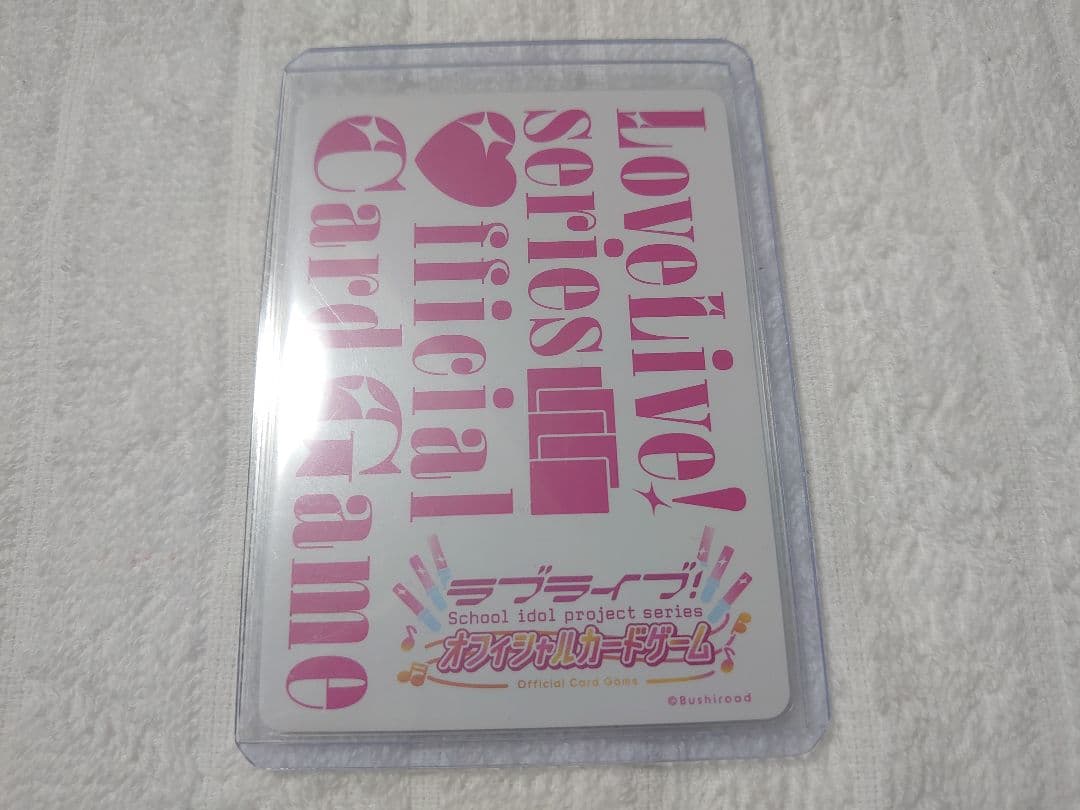 LoveLive!
series
♥fficial
Card Game
ラブライブ!
School idol project series
オフィシャルカードゲーム
Official Card Game
©Bushiroad